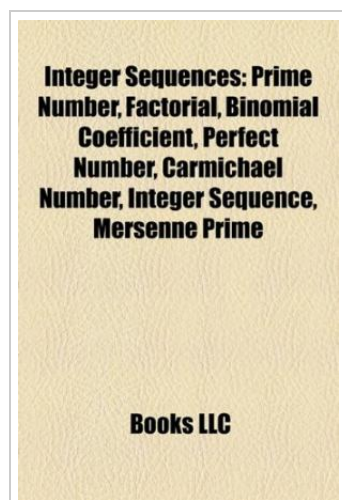 Integer Sequences: Prime
Number, Factorial, Binomial
Coefficient, Perfect
Number, Carmichael
Number, Integer Sequence,
Mersenne Prime
Books LLC